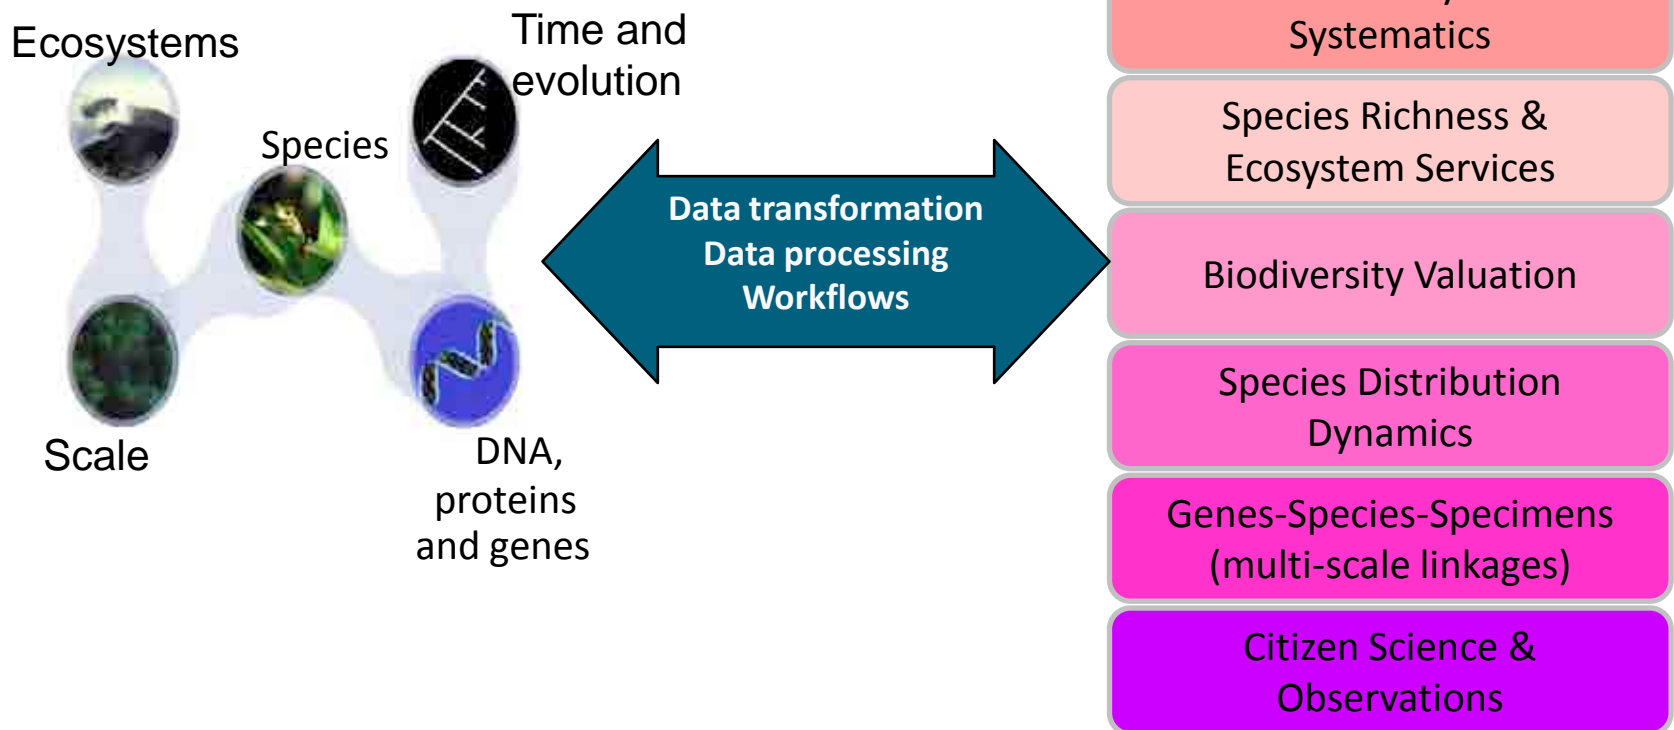 Ecosystems
Time and
evolution
Species
Scale
DNA,
proteins
and genes
Data transformation
Data processing
Workflows
Systematics
Species Richness &
Ecosystem Services
Biodiversity Valuation
Species Distribution
Dynamics
Genes-Species-Specimens
(multi-scale linkages)
Citizen Science &
Observations